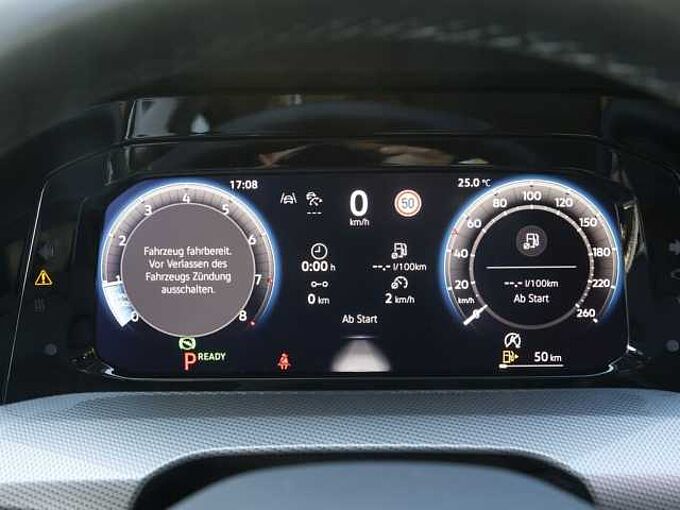 17:08
0
km/h
50
25.0 °C
1
2
3
4
5
6
7
8
Fahrzeug fahrbereit.
Vor Verlassen des
Fahrzeugs Zündung
ausschalten.
---
0:00 h
--.- l/100km
0 km
2 km/h
Ab Start
20
60
80
100
120
140
180
220
260
km/h
--.- l/100km
Ab Start
P READY
50 km